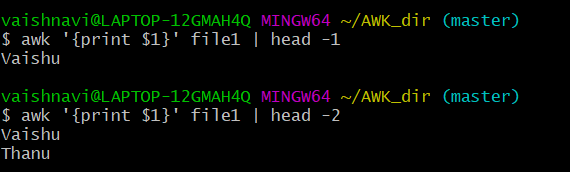 vaishnavi@LAPTOP-12GMAH4Q MINGW64 ~/AWK_dir (master)
$ awk '{print $1}' file1 | head -1
Vaishu
vaishnavi@LAPTOP-12GMAH4Q MINGW64 ~/AWK_dir (master)
$ awk '{print $1}' file1 | head -2
Vaishu
Thanu